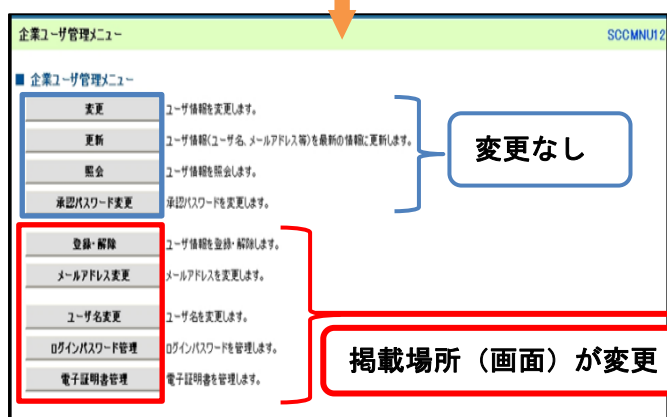 企業ユーザ管理メニュー SCCMNU12
■ 企業ユーザ管理メニュー
変更 ユーザ情報を変更します。
更新 ユーザ情報(ユーザ名、メールアドレス等)を最新の情報に更新します。
照会 ユーザ情報を照会します。
承認パスワード変更 承認パスワードを変更します。
変更なし
登録・解除 ユーザ情報を登録・解除します。
メールアドレス変更 メールアドレスを変更します。
ユーザ名変更 ユーザ名を変更します。
ログインパスワード管理 ログインパスワードを管理します。
電子証明書管理 電子証明書を管理します。
掲載場所（画面）が変更